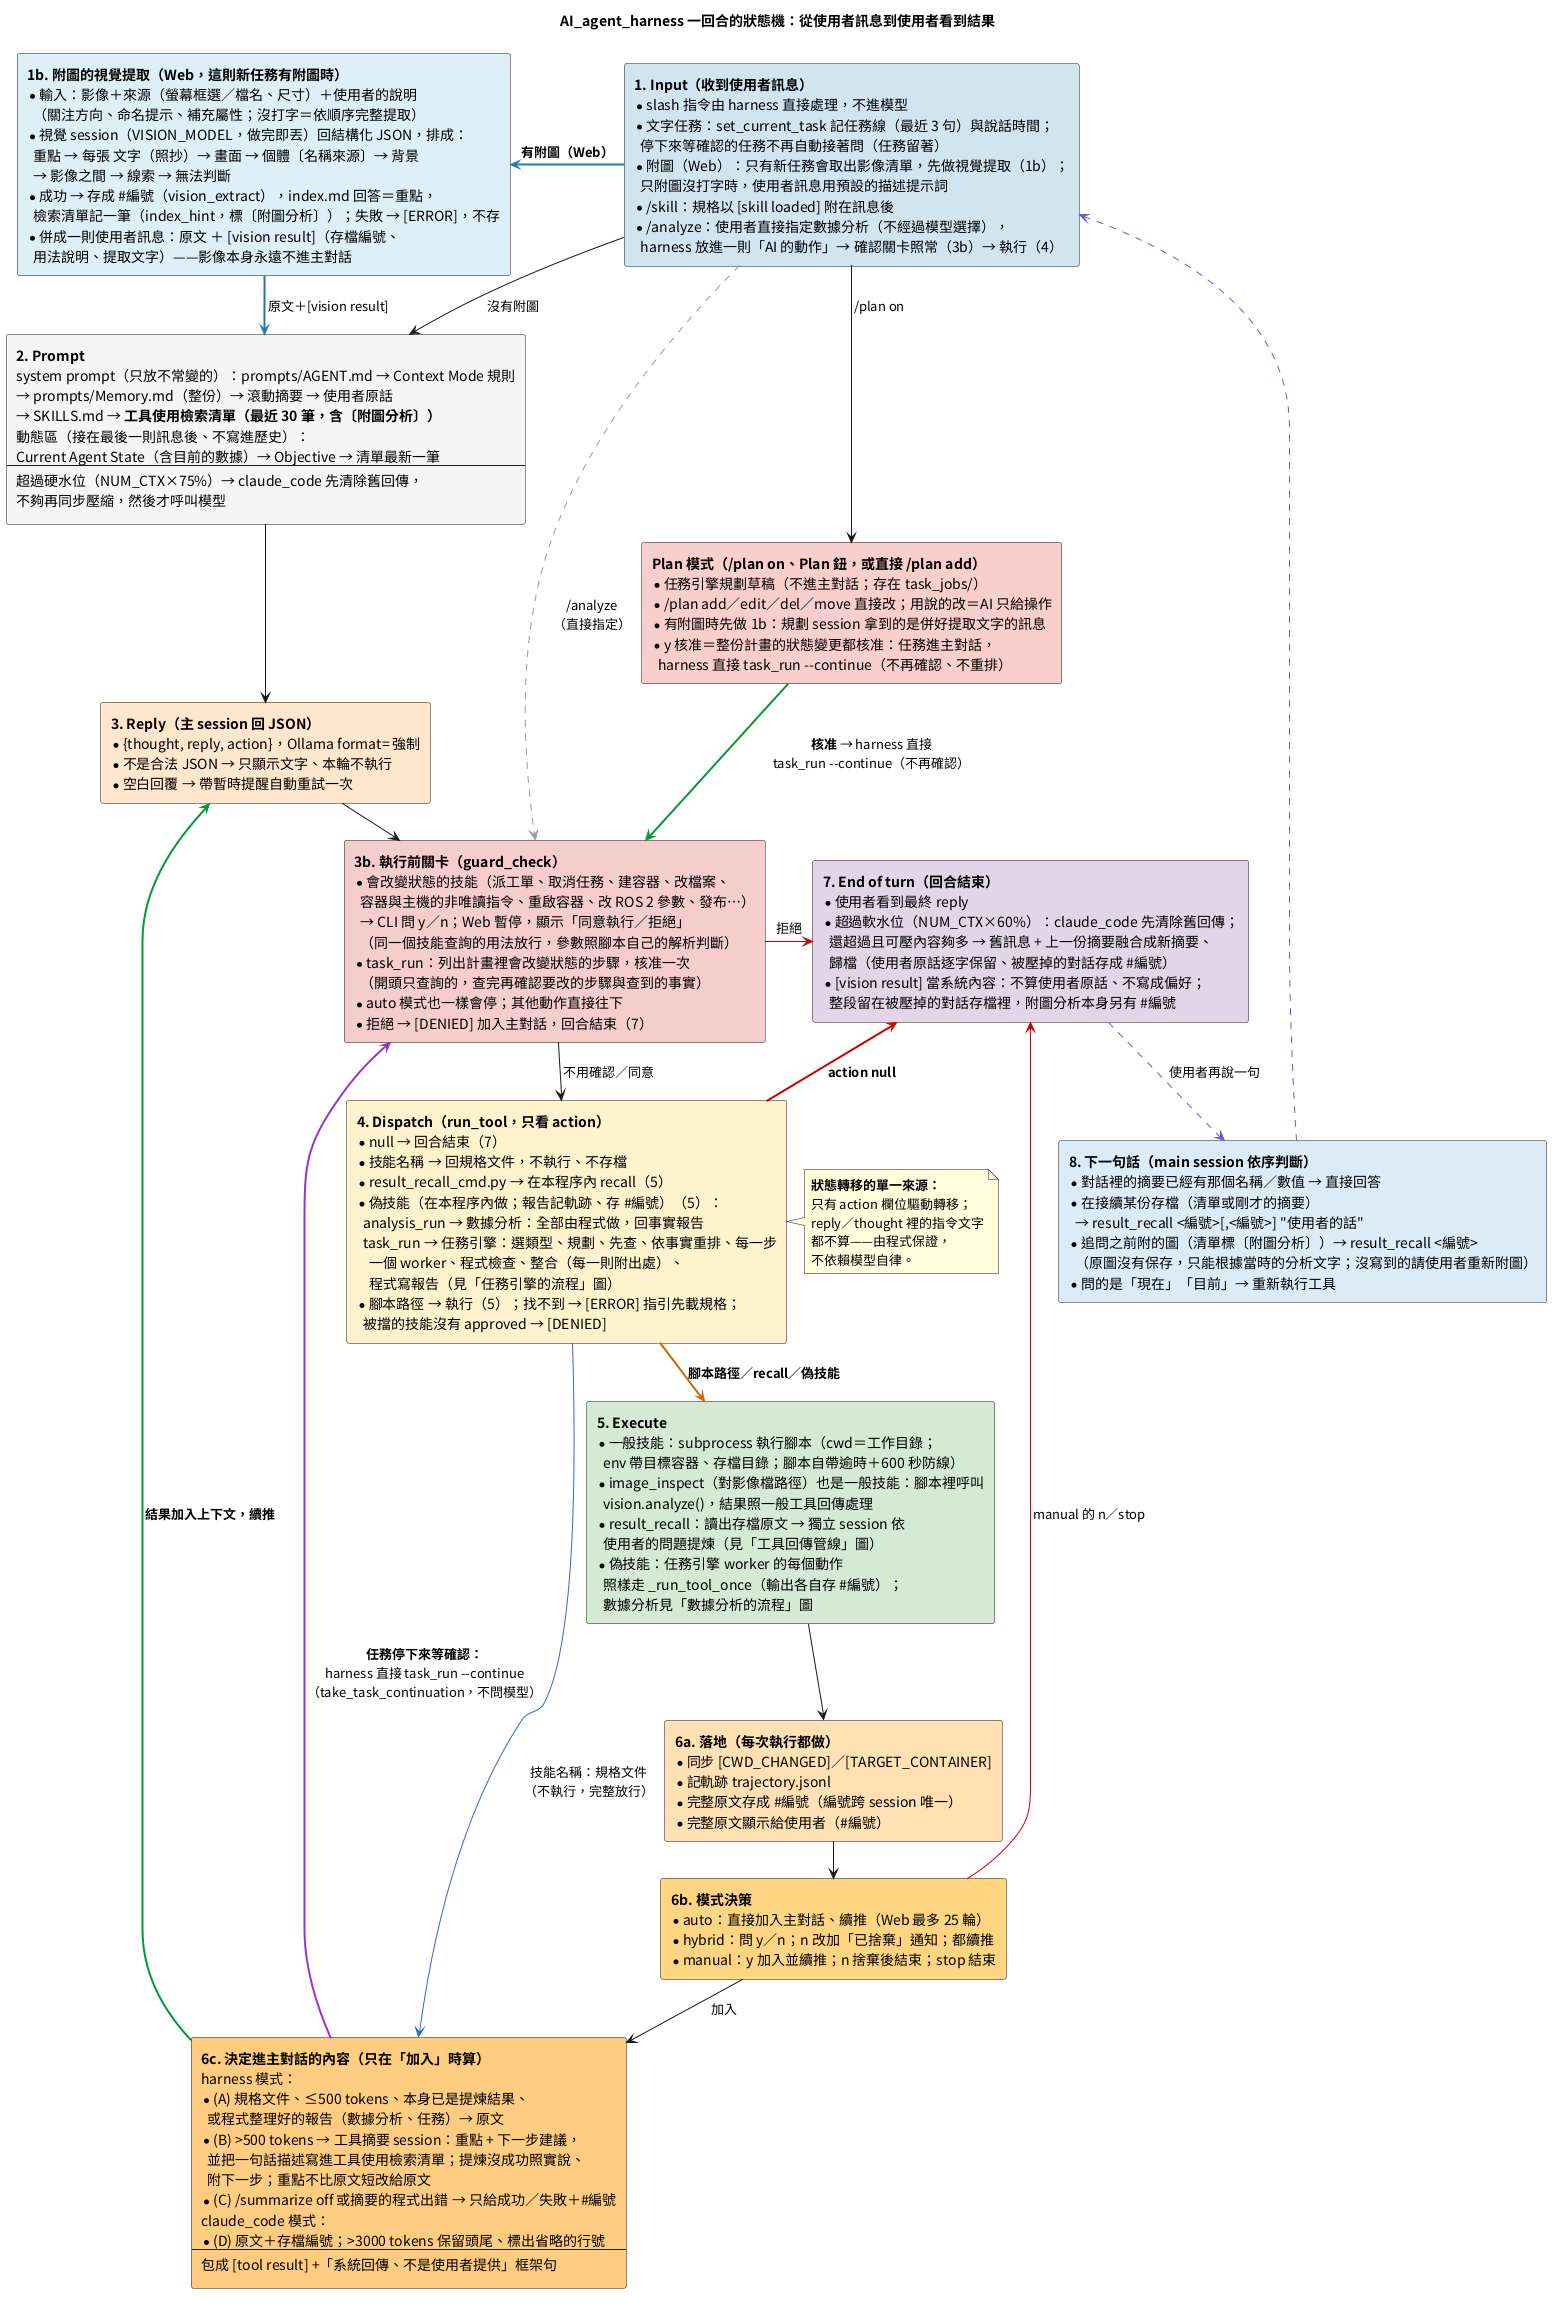 AI_agent_harness 一回合的狀態機：從使用者訊息到使用者看到結果
1b. 附圖的視覺提取（Web，這則新任務有附圖時）
• 輸入：影像＋來源（螢幕框選／檔名、尺寸）＋使用者的說明
（關注方向、命名提示、補充屬性；沒打字＝依順序完整提取）
• 視覺 session（VISION_MODEL，做完即丟）回結構化 JSON，排成：
重點 → 每張 文字（照抄）→ 畫面 → 個體〔名稱來源〕→ 背景
→ 影像之間 → 線索 → 無法判斷
• 成功 → 存成 #編號（vision_extract），index.md 回答＝重點，
檢索清單記一筆（index_hint，標〔附圖分析〕）；失敗 → [ERROR]，不存
• 併成一則使用者訊息：原文 ＋ [vision result]（存檔編號、
用法說明、提取文字）——影像本身永遠不進主對話
有附圖（Web）
1. Input（收到使用者訊息）
• slash 指令由 harness 直接處理，不進模型
• 文字任務：set_current_task 記任務線（最近 3 句）與說話時間；
停下來等確認的任務不再自動接著問（任務留著）
• 附圖（Web）：只有新任務會取出影像清單，先做視覺提取（1b）；
只附圖沒打字時，使用者訊息用預設的描述提示詞
• /skill：規格以 [skill loaded] 附在訊息後
• /analyze：使用者直接指定數據分析（不經過模型選擇），
harness 放進一則「AI 的動作」→ 確認關卡照常（3b）→ 執行（4）
原文＋[vision result]
沒有附圖
/plan on
2. Prompt
system prompt（只放不常變的）：prompts/AGENT.md → Context Mode 規則
→ prompts/Memory.md（整份）→ 滾動摘要 → 使用者原話
→ SKILLS.md → 工具使用檢索清單（最近 30 筆，含〔附圖分析〕）
動態區（接在最後一則訊息後、不寫進歷史）：
Current Agent State（含目前的數據）→ Objective → 清單最新一筆
超過硬水位（NUM_CTX×75%）→ claude_code 先清除舊回傳，
不夠再同步壓縮，然後才呼叫模型
/analyze
（直接指定）
Plan 模式（/plan on、Plan 鈕，或直接 /plan add）
• 任務引擎規劃草稿（不進主對話；存在 task_jobs/）
• /plan add／edit／del／move 直接改；用說的改＝AI 只給操作
• 有附圖時先做 1b：規劃 session 拿到的是併好提取文字的訊息
• y 核准＝整份計畫的狀態變更都核准：任務進主對話，
harness 直接 task_run --continue（不再確認、不重排）
3. Reply（主 session 回 JSON）
• {thought, reply, action}，Ollama format= 強制
• 不是合法 JSON → 只顯示文字、本輪不執行
• 空白回覆 → 帶暫時提醒自動重試一次
核准 → harness 直接
task_run --continue（不再確認）
3b. 執行前關卡（guard_check）
• 會改變狀態的技能（派工單、取消任務、建容器、改檔案、
容器與主機的非唯讀指令、重啟容器、改 ROS 2 參數、發布…）
→ CLI 問 y／n；Web 暫停，顯示「同意執行／拒絕」
（同一個技能查詢的用法放行，參數照腳本自己的解析判斷）
• task_run：列出計畫裡會改變狀態的步驟，核准一次
（開頭只查詢的，查完再確認要改的步驟與查到的事實）
• auto 模式也一樣會停；其他動作直接往下
• 拒絕 → [DENIED] 加入主對話，回合結束（7）
拒絕
7. End of turn（回合結束）
• 使用者看到最終 reply
• 超過軟水位（NUM_CTX×60%）：claude_code 先清除舊回傳；
還超過且可壓內容夠多 → 舊訊息 + 上一份摘要融合成新摘要、
歸檔（使用者原話逐字保留、被壓掉的對話存成 #編號）
• [vision result] 當系統內容：不算使用者原話、不寫成偏好；
整段留在被壓掉的對話存檔裡，附圖分析本身另有 #編號
不用確認／同意
action null
使用者再說一句
4. Dispatch（run_tool，只看 action）
• null → 回合結束（7）
• 技能名稱 → 回規格文件，不執行、不存檔
• result_recall_cmd.py → 在本程序內 recall（5）
• 偽技能（在本程序內做；報告記軌跡、存 #編號）（5）：
analysis_run → 數據分析：全部由程式做，回事實報告
task_run → 任務引擎：選類型、規劃、先查、依事實重排、每一步
一個 worker、程式檢查、整合（每一則附出處）、
程式寫報告（見「任務引擎的流程」圖）
• 腳本路徑 → 執行（5）；找不到 → [ERROR] 指引先載規格；
被擋的技能沒有 approved → [DENIED]
狀態轉移的單一來源：
只有 action 欄位驅動轉移；
reply／thought 裡的指令文字
都不算——由程式保證，
不依賴模型自律。
8. 下一句話（main session 依序判斷）
• 對話裡的摘要已經有那個名稱／數值 → 直接回答
• 在接續某份存檔（清單或剛才的摘要）
→ result_recall <編號>[,<編號>] "使用者的話"
• 追問之前附的圖（清單標〔附圖分析〕）→ result_recall <編號>
（原圖沒有保存，只能根據當時的分析文字；沒寫到的請使用者重新附圖）
• 問的是「現在」「目前」→ 重新執行工具
腳本路徑／recall／偽技能
5. Execute
• 一般技能：subprocess 執行腳本（cwd＝工作目錄；
env 帶目標容器、存檔目錄；腳本自帶逾時＋600 秒防線）
• image_inspect（對影像檔路徑）也是一般技能：腳本裡呼叫
vision.analyze()，結果照一般工具回傳處理
• result_recall：讀出存檔原文 → 獨立 session 依
使用者的問題提煉（見「工具回傳管線」圖）
• 偽技能：任務引擎 worker 的每個動作
照樣走 _run_tool_once（輸出各自存 #編號）；
數據分析見「數據分析的流程」圖
結果加入上下文，續推
manual 的 n／stop
任務停下來等確認：
harness 直接 task_run --continue
（take_task_continuation，不問模型）
技能名稱：規格文件
（不執行，完整放行）
6a. 落地（每次執行都做）
• 同步 [CWD_CHANGED]／[TARGET_CONTAINER]
• 記軌跡 trajectory.jsonl
• 完整原文存成 #編號（編號跨 session 唯一）
• 完整原文顯示給使用者（#編號）
6b. 模式決策
• auto：直接加入主對話、續推（Web 最多 25 輪）
• hybrid：問 y／n；n 改加「已捨棄」通知；都續推
• manual：y 加入並續推；n 捨棄後結束；stop 結束
加入
6c. 決定進主對話的內容（只在「加入」時算）
harness 模式：
• (A) 規格文件、≤500 tokens、本身已是提煉結果、
或程式整理好的報告（數據分析、任務）→ 原文
• (B) >500 tokens → 工具摘要 session：重點 + 下一步建議，
並把一句話描述寫進工具使用檢索清單；提煉沒成功照實說、
附下一步；重點不比原文短改給原文
• (C) /summarize off 或摘要的程式出錯 → 只給成功／失敗＋#編號
claude_code 模式：
• (D) 原文＋存檔編號；>3000 tokens 保留頭尾、標出省略的行號
包成 [tool result] +「系統回傳、不是使用者提供」框架句